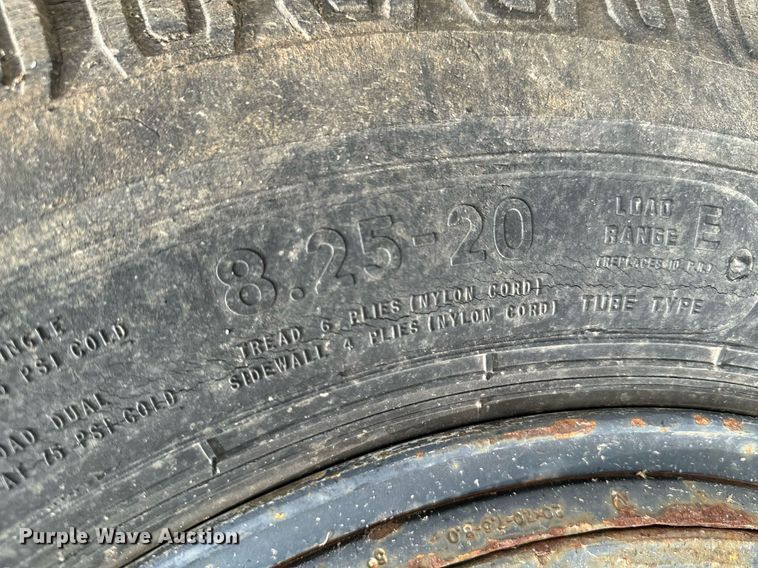 8.25-20
LOAD
RANGE E
(REPLACES 10 P.R.)
TREAD 6 PLIES (NYLON CORD)
SIDEWALL 4 PLIES (NYLON CORD)
TUBE TYPE
PSI COLD
DUAL
75 PSI COLD
Purple Wave Auction